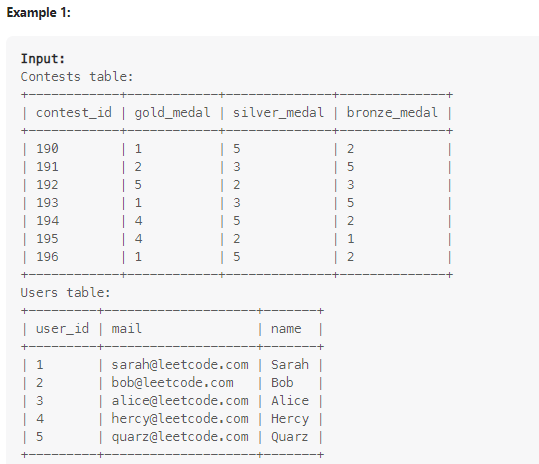 Example 1:
Input:
Contests table:
+------------+------------+--------------+--------------+
| contest_id | gold_medal | silver_medal | bronze_medal |
+------------+------------+--------------+--------------+
| 190        | 1          | 5            | 2            |
| 191        | 2          | 3            | 5            |
| 192        | 5          | 2            | 3            |
| 193        | 1          | 3            | 5            |
| 194        | 4          | 5            | 2            |
| 195        | 4          | 2            | 1            |
| 196        | 1          | 5            | 2            |
+------------+------------+--------------+--------------+
Users table:
+---------+--------------------+-------+
| user_id | mail               | name  |
+---------+--------------------+-------+
| 1       | sarah@leetcode.com | Sarah |
| 2       | bob@leetcode.com   | Bob   |
| 3       | alice@leetcode.com | Alice |
| 4       | hercy@leetcode.com | Hercy |
| 5       | quarz@leetcode.com | Quarz |
+---------+--------------------+-------+